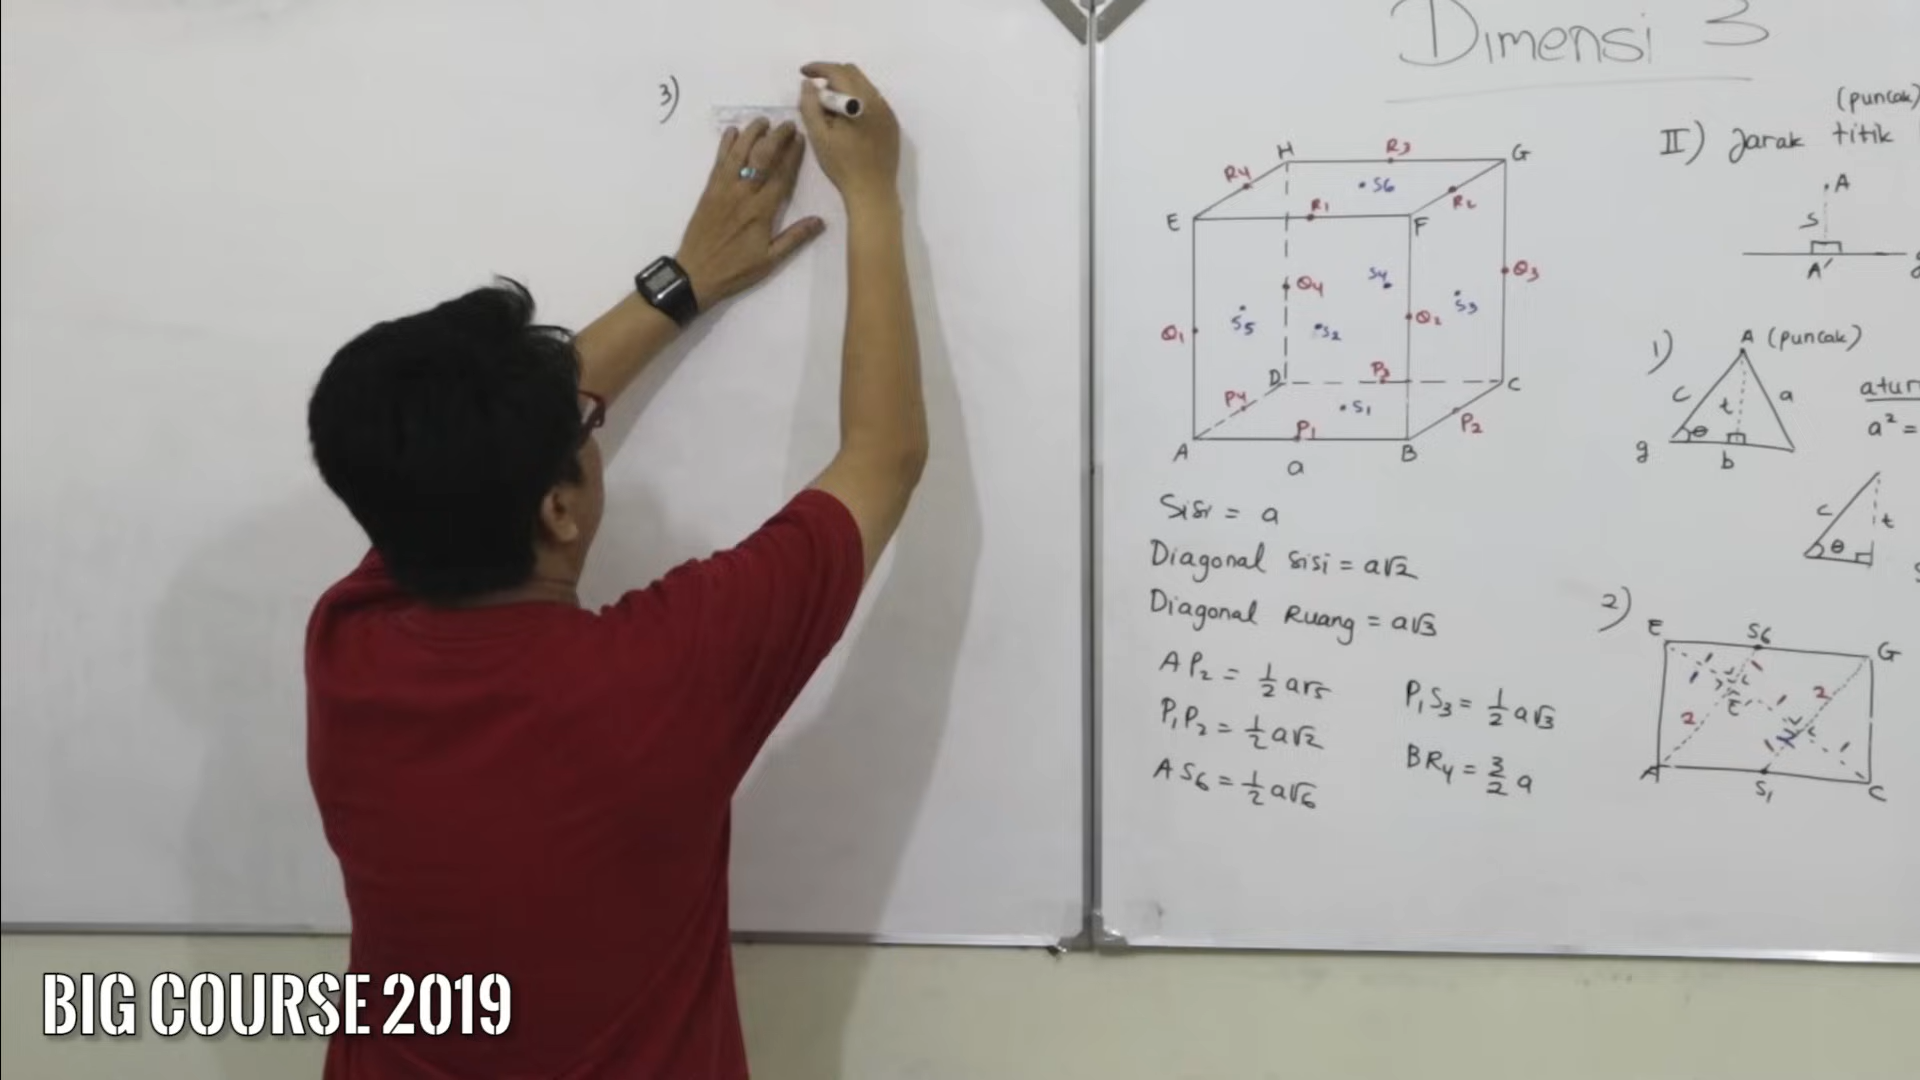 3)
Dimensi 3
H R3 G
R4 S6
R1 R2
E F
Q4 S4 Q3
S5 S2 S3
Q1 Q2
D P3 C
P4 S1
P1 P2
A B
a
Sisi = a
Diagonal sisi = a√2
Diagonal Ruang = a√3
AP2 = 1/2 a√5
P1P2 = 1/2 a√2
AS6 = 1/2 a√6
P1S3 = 1/2 a√3
BR4 = 3/2 a
(puncak)
II) Jarak titik
A
S
A'
1)
A (puncak)
c t a
θ
g b
a² =
c t
θ
2)
E S6 G
2 2
A S1 C
BIG COURSE 2019